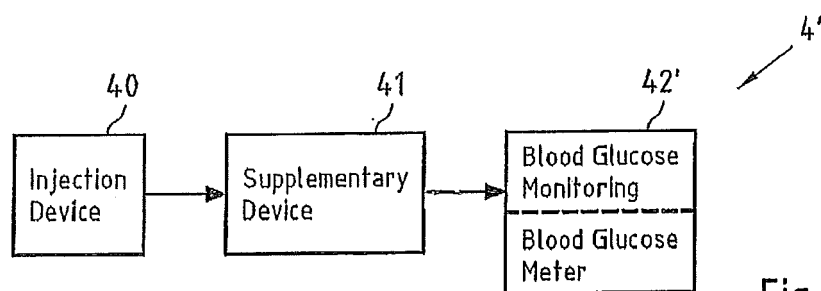 4'
40
41
42'
Injection
Device
Supplementary
Device
Blood Glucose
Monitoring
Blood Glucose
Meter